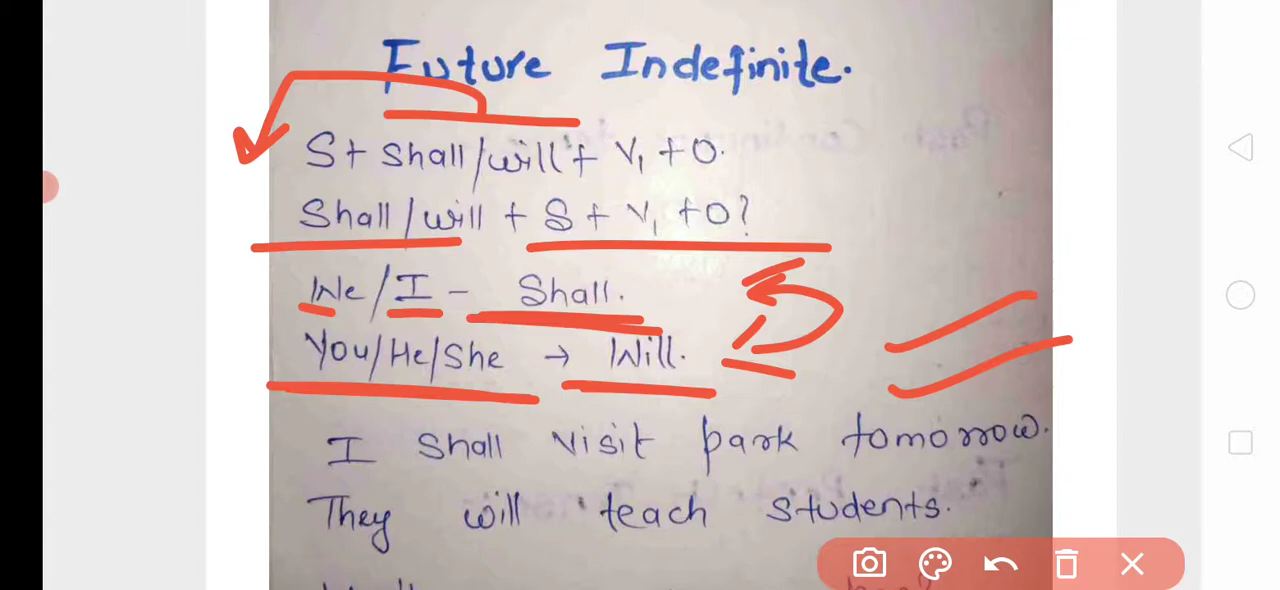 Future Indefinite.
S + Shall/will + V₁ + O.
Shall/will + S + V₁ + O?
We/I - Shall.
You/He/She → Will.
I Shall visit park tomorrow.
They will teach students.